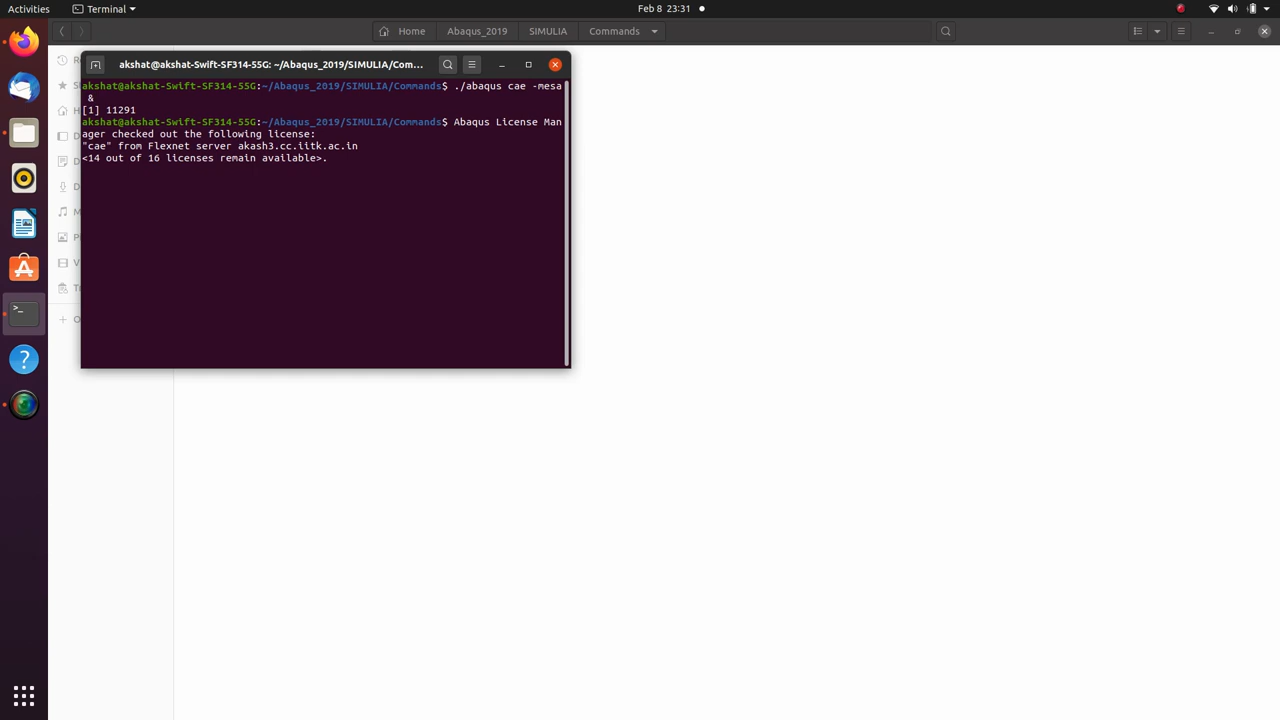 Activities
Terminal
Feb 8 23:31
Home
Abaqus_2019
SIMULIA
Commands
akshat@akshat-Swift-SF314-55G: ~/Abaqus_2019/SIMULIA/Com...
akshat@akshat-Swift-SF314-55G:~/Abaqus_2019/SIMULIA/Commands$ ./abaqus cae -mesa
&
[1] 11291
akshat@akshat-Swift-SF314-55G:~/Abaqus_2019/SIMULIA/Commands$ Abaqus License Man
ager checked out the following license:
"cae" from Flexnet server akash3.cc.iitk.ac.in
<14 out of 16 licenses remain available>.